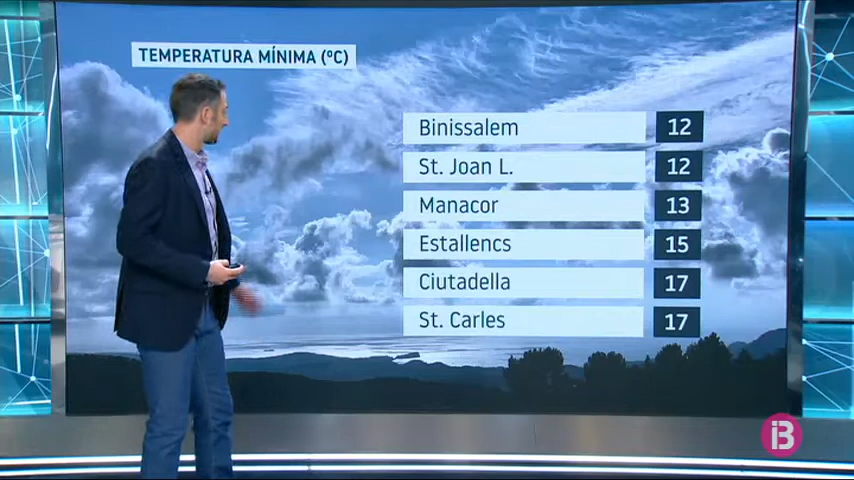 TEMPERATURA MÍNIMA (ºC)
Binissalem 12
St. Joan L. 12
Manacor 13
Estallencs 15
Ciutadella 17
St. Carles 17
iB